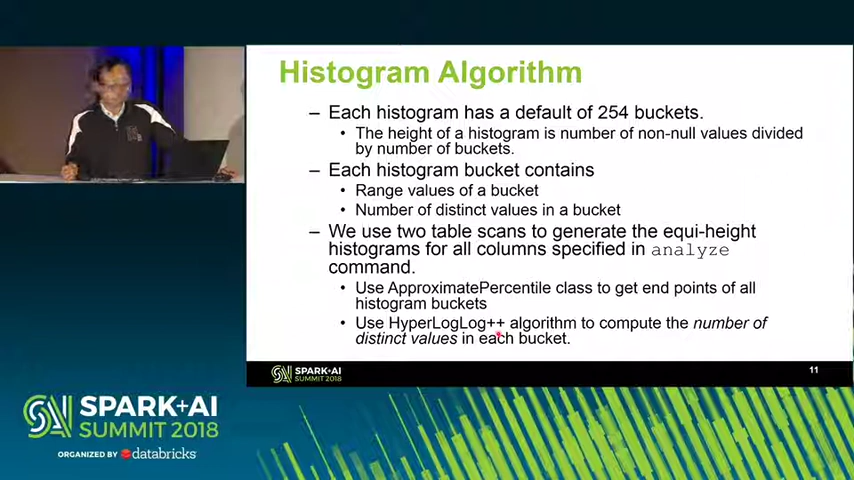 Histogram Algorithm
– Each histogram has a default of 254 buckets.
• The height of a histogram is number of non-null values divided
by number of buckets.
– Each histogram bucket contains
• Range values of a bucket
• Number of distinct values in a bucket
– We use two table scans to generate the equi-height
histograms for all columns specified in analyze
command.
• Use ApproximatePercentile class to get end points of all
histogram buckets
• Use HyperLogLog++ algorithm to compute the number of
distinct values in each bucket.
SPARK+AI
SUMMIT 2018
11
SPARK+AI
SUMMIT 2018
ORGANIZED BY databricks